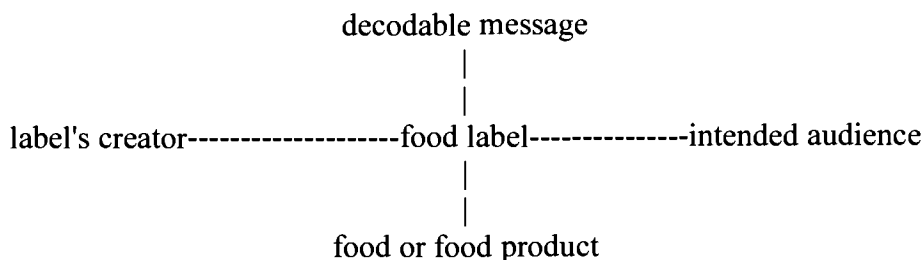 decodable message
|
|
label's creator--------------------food label---------------intended audience
|
|
food or food product